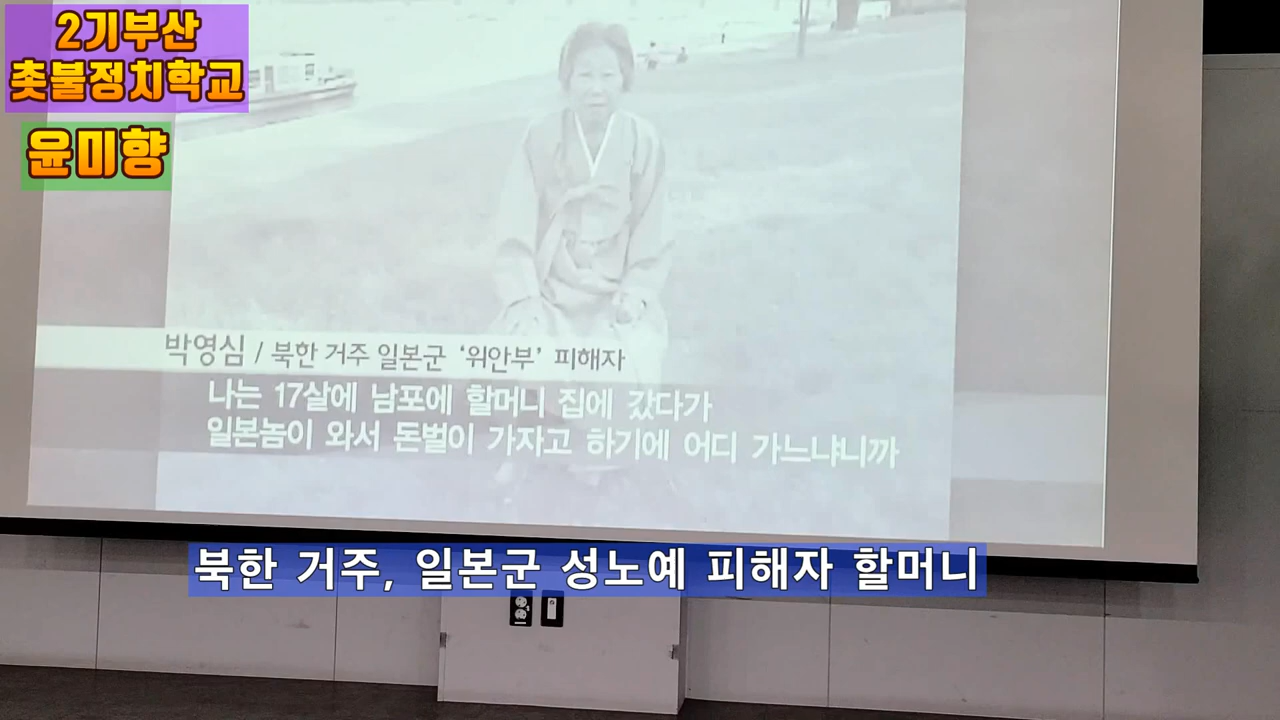 2기부산
촛불정치학교
윤미향
박영심 / 북한 거주 일본군 ‘위안부’ 피해자
나는 17살에 남포에 할머니 집에 갔다가
일본놈이 와서 돈벌이 가자고 하기에 어디 가느냐니까
북한 거주, 일본군 성노예 피해자 할머니